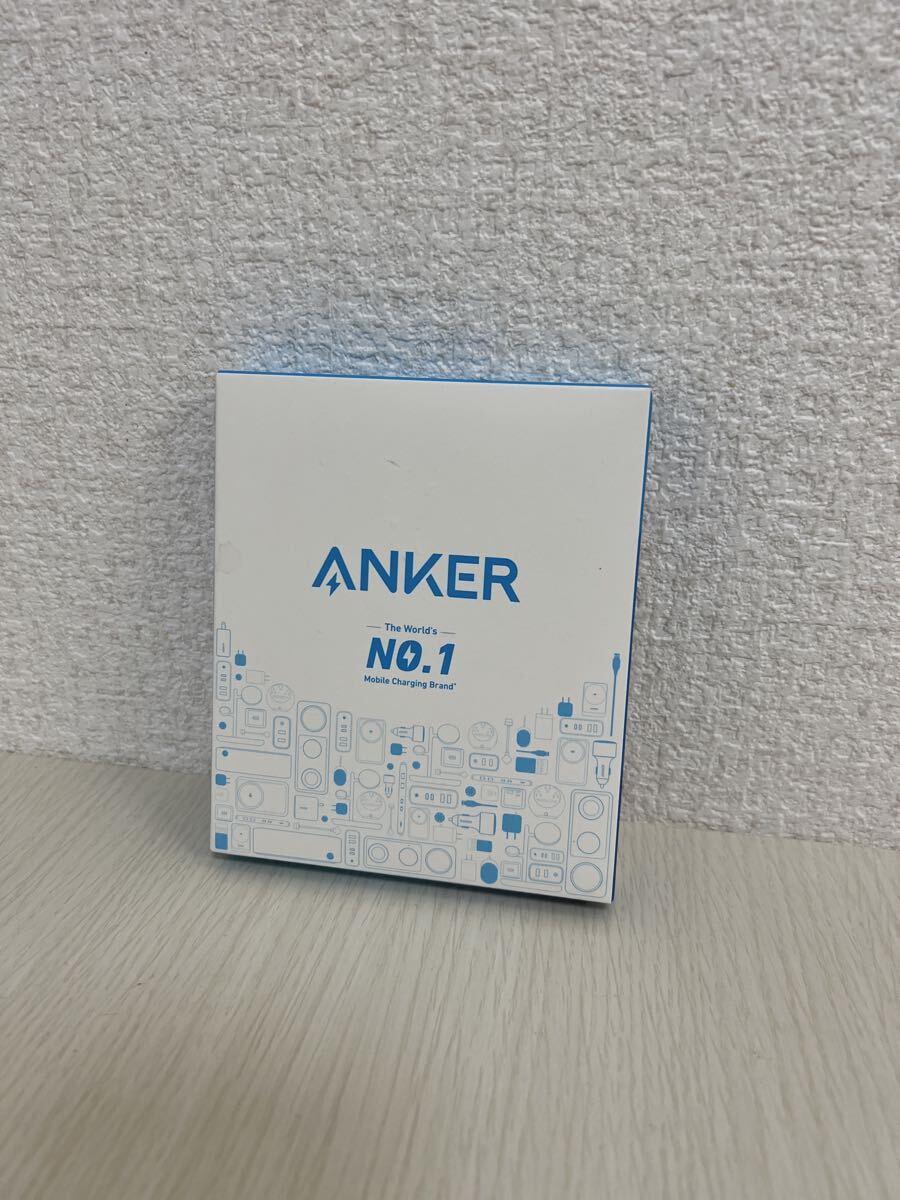 ANKER
The World's
NO.1
Mobile Charging Brand*